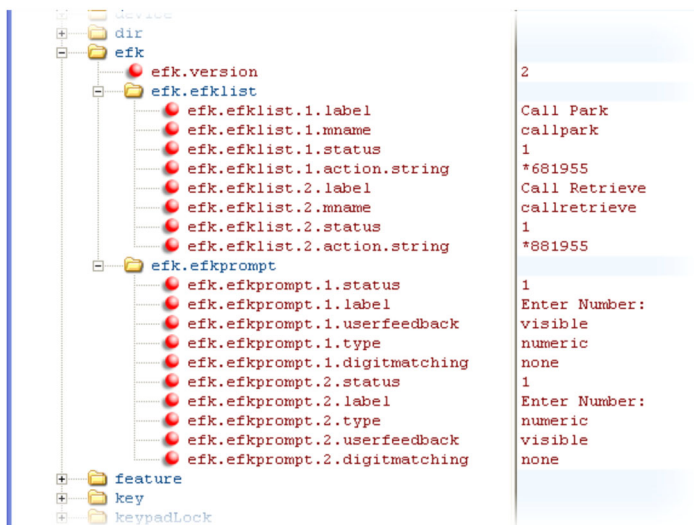 device
dir
efk
efk.version 2
efk.efklist
efk.efklist.1.label Call Park
efk.efklist.1.mname callpark
efk.efklist.1.status 1
efk.efklist.1.action.string *681955
efk.efklist.2.label Call Retrieve
efk.efklist.2.mname callretrieve
efk.efklist.2.status 1
efk.efklist.2.action.string *881955
efk.efkprompt
efk.efkprompt.1.status 1
efk.efkprompt.1.label Enter Number:
efk.efkprompt.1.userfeedback visible
efk.efkprompt.1.type numeric
efk.efkprompt.1.digitmatching none
efk.efkprompt.2.status 1
efk.efkprompt.2.label Enter Number:
efk.efkprompt.2.type numeric
efk.efkprompt.2.userfeedback visible
efk.efkprompt.2.digitmatching none
feature
key
keypadLock